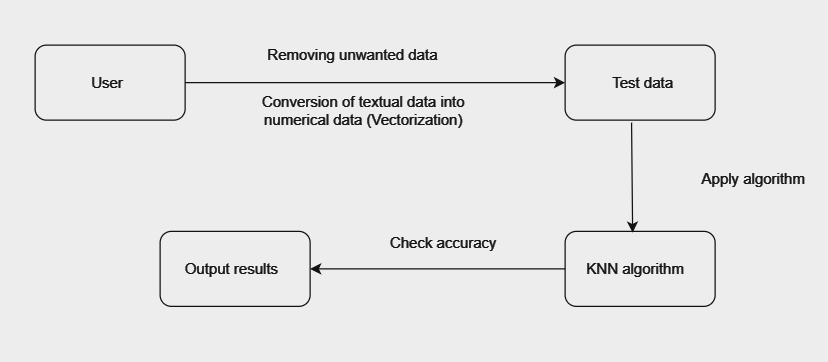 Removing unwanted data
User
Test data
Conversion of textual data into
numerical data (Vectorization)
Apply algorithm
Check accuracy
Output results
KNN algorithm